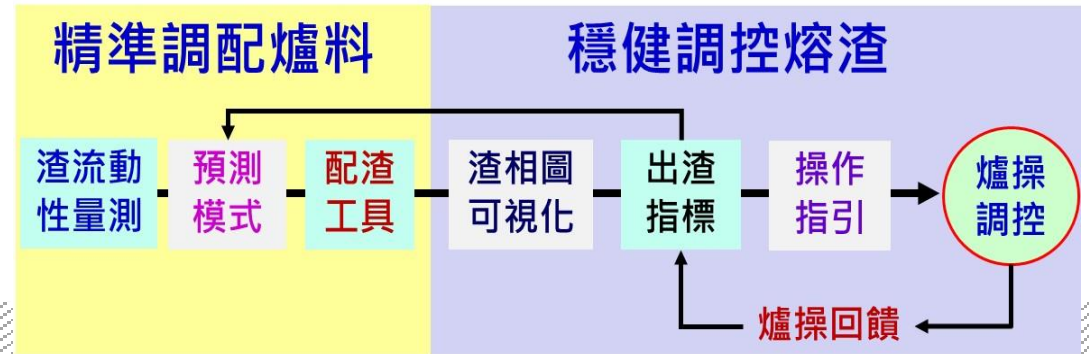 精準調配爐料
穩健調控熔渣
渣流動
性量測
預測
模式
配渣
工具
渣相圖
可視化
出渣
指標
操作
指引
爐操
調控
爐操回饋